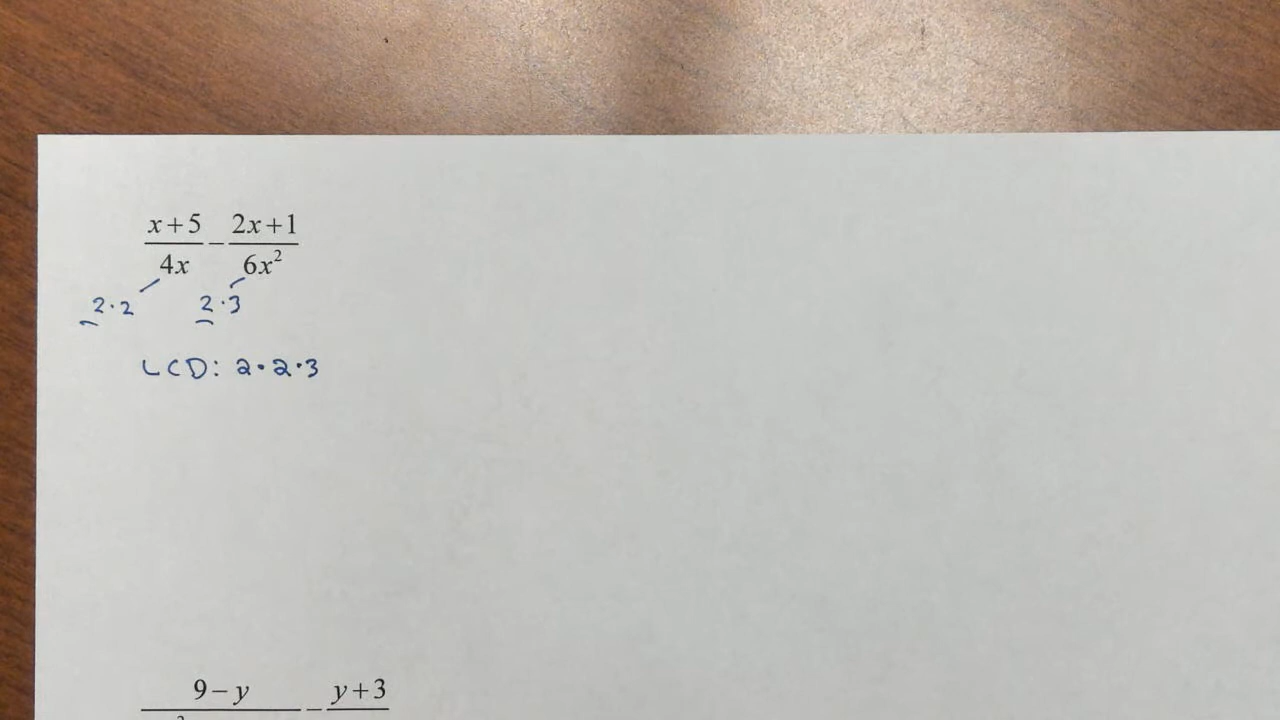 x+5 / 4x − 2x+1 / 6x²
2·2 2·3
LCD: 2·2·3
9−y − y+3